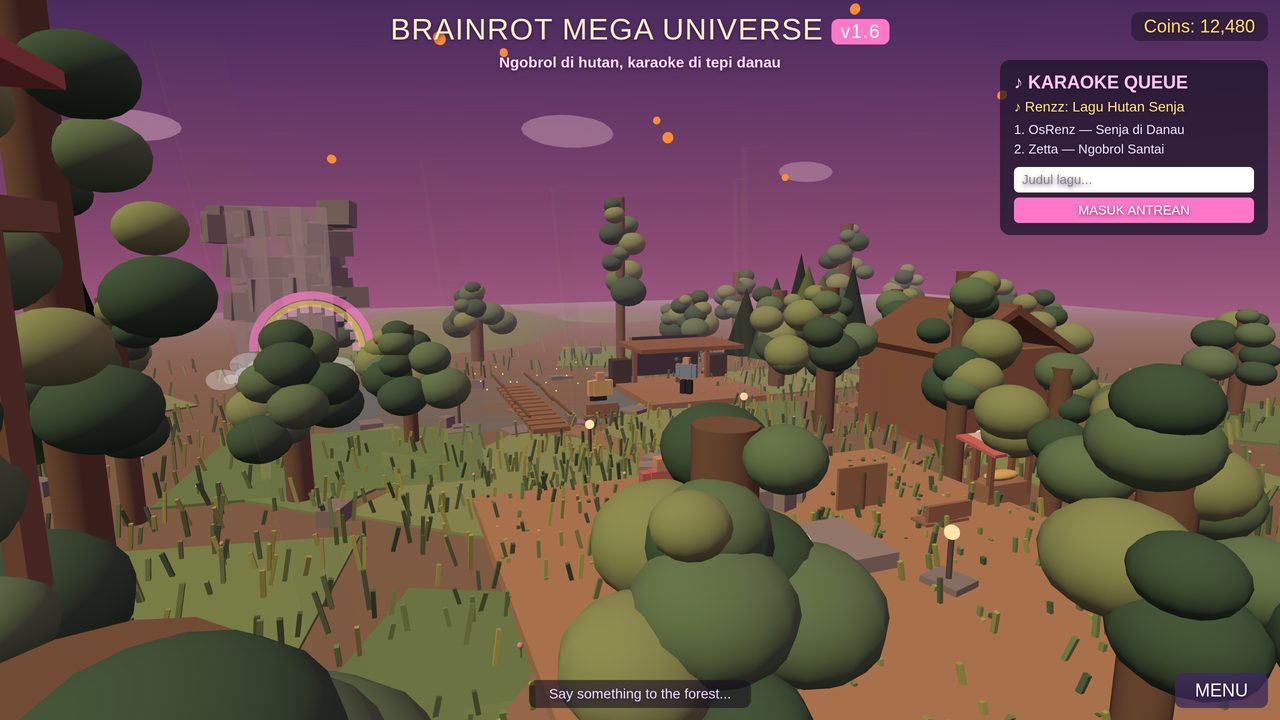 BRAINROT MEGA UNIVERSE v1.6
Ngobrol di hutan, karaoke di tepi danau
Coins: 12,480
♪ KARAOKE QUEUE
♪ Renzz: Lagu Hutan Senja
1. OsRenz — Senja di Danau
2. Zetta — Ngobrol Santai
Judul lagu...
MASUK ANTREAN
Say something to the forest...
MENU